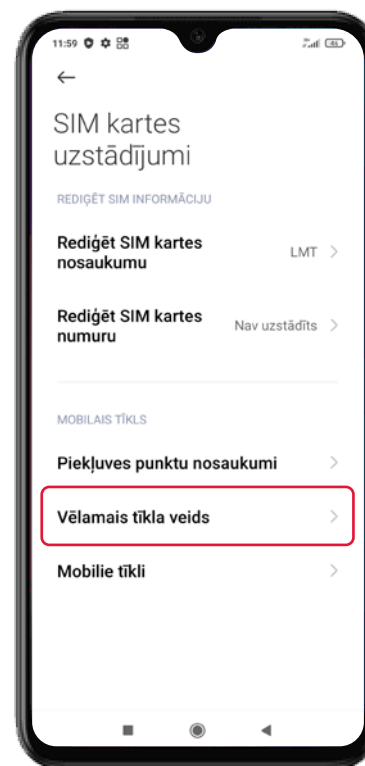 11:59
SIM kartes
uzstādījumi
REDIĢĒT SIM INFORMĀCIJU
Rediģēt SIM kartes
nosaukumu
LMT
Rediģēt SIM kartes
numuru
Nav uzstādīts
MOBILAIS TĪKLS
Piekļuves punktu nosaukumi
Vēlamais tīkla veids
Mobilie tīkli